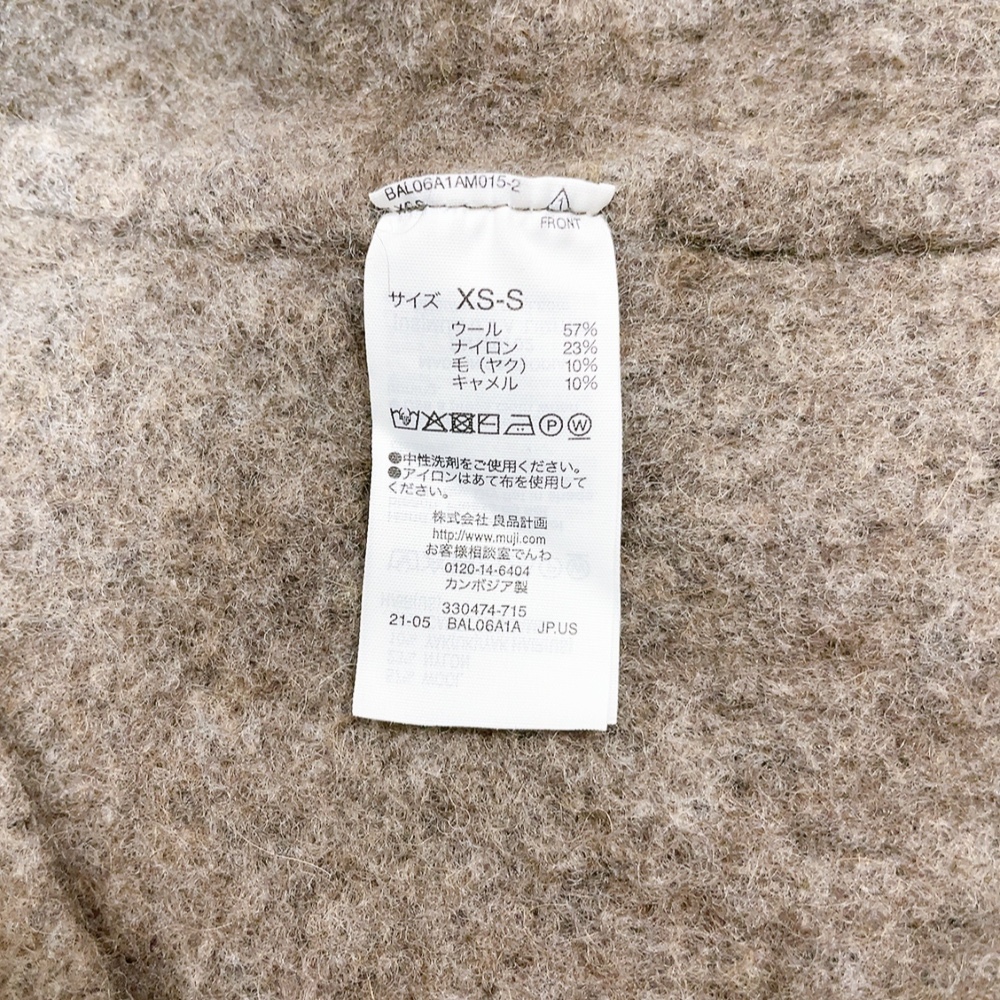 BAL06A1AM015-2
FRONT
サイズ XS-S
ウール 57%
ナイロン 23%
毛（ヤク） 10%
キャメル 10%
P W
●中性洗剤をご使用ください。
●アイロンはあて布を使用して
ください。
株式会社 良品計画
http://www.muji.com
お客様相談室でんわ
0120-14-6404
カンボジア製
330474-715
21-05 BAL06A1A JP.US